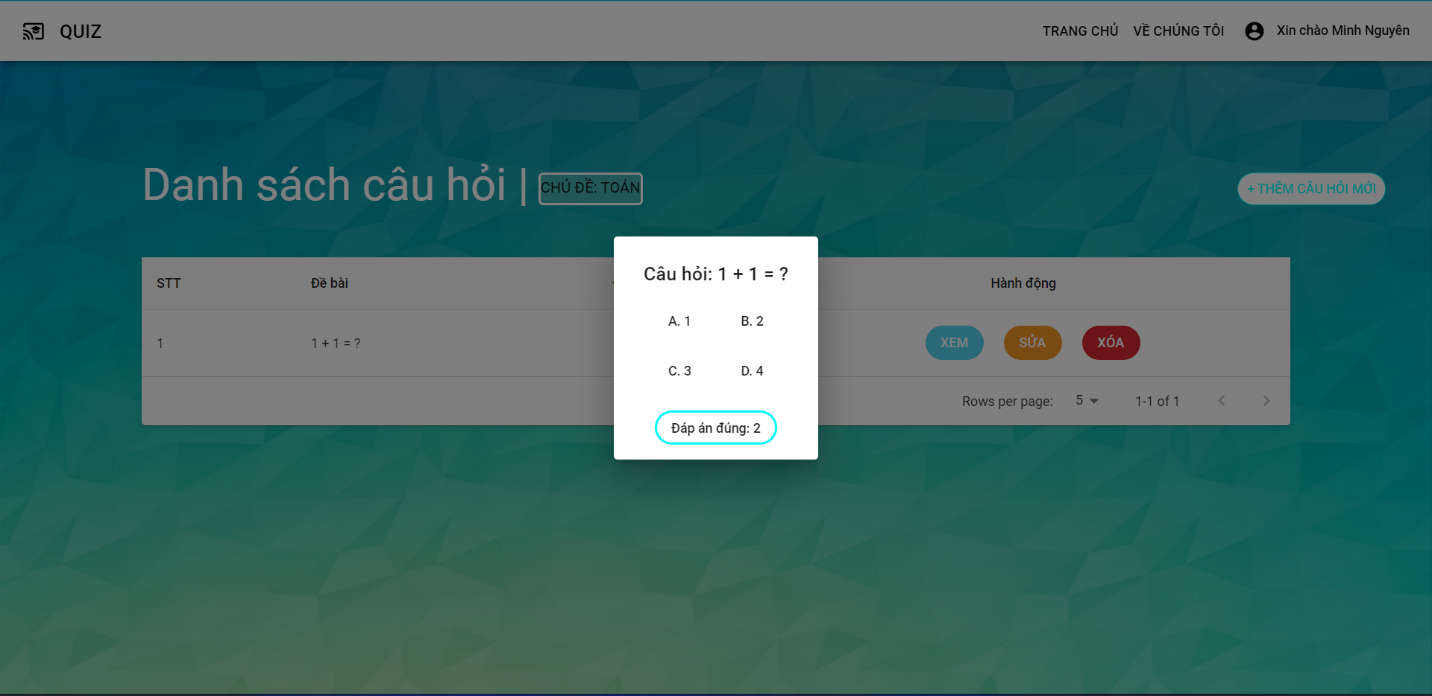 QUIZ
TRANG CHỦ VỀ CHÚNG TÔI Xin chào Minh Nguyên
Danh sách câu hỏi | CHỦ ĐỀ: TOÁN
+ THÊM CÂU HỎI MỚI
STT Đề bài Hành động
1 1 + 1 = ? XEM SỬA XÓA
Rows per page: 5 1-1 of 1
Câu hỏi: 1 + 1 = ?
A. 1 B. 2
C. 3 D. 4
Đáp án đúng: 2